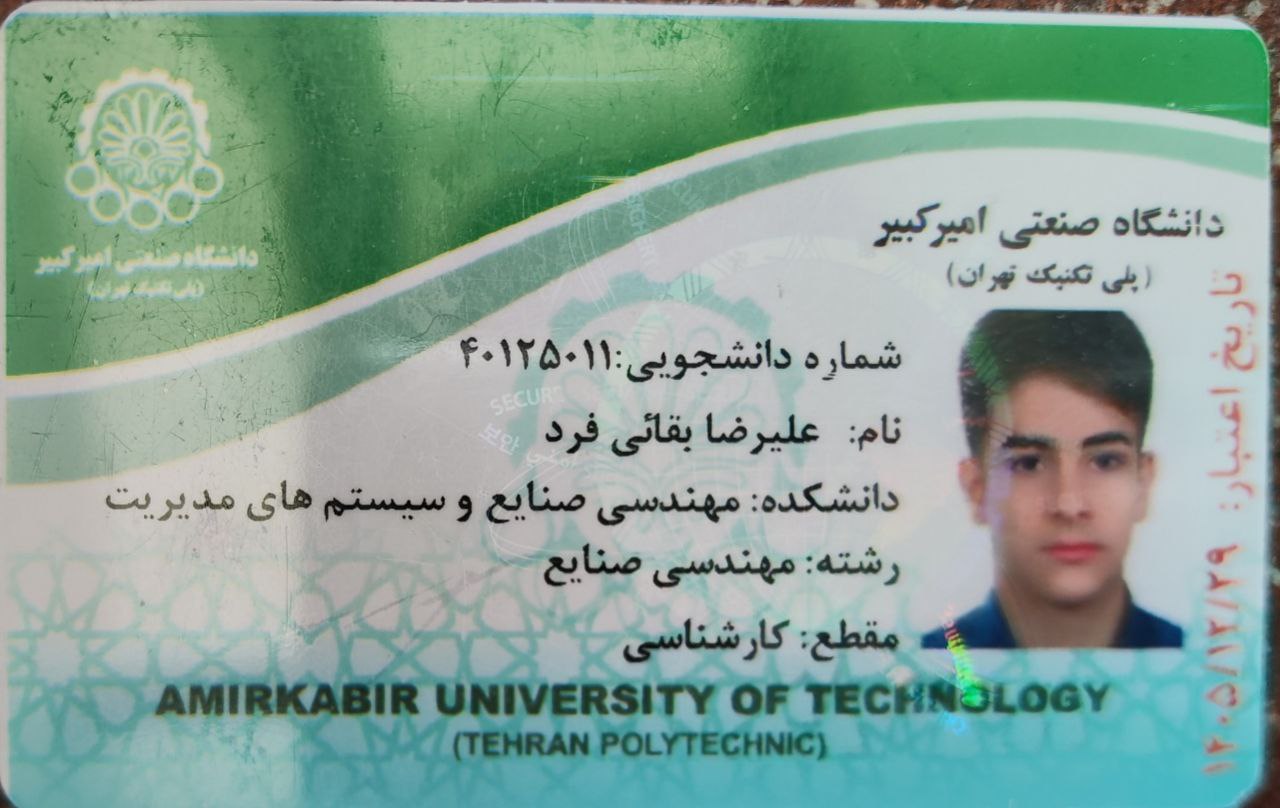 دانشگاه صنعتی امیرکبیر
(پلی تکنیک تهران)
دانشگاه صنعتی امیرکبیر
(پلی تکنیک تهران)
شماره دانشجویی:۴۰۱۲۵۰۱۱
نام: علیرضا بقائی فرد
دانشکده: مهندسی صنایع و سیستم های مدیریت
رشته: مهندسی صنایع
مقطع: کارشناسی
تاریخ اعتبار: ۱۴۰۵/۱۲/۲۹
AMIRKABIR UNIVERSITY OF TECHNOLOGY
(TEHRAN POLYTECHNIC)
SECURE